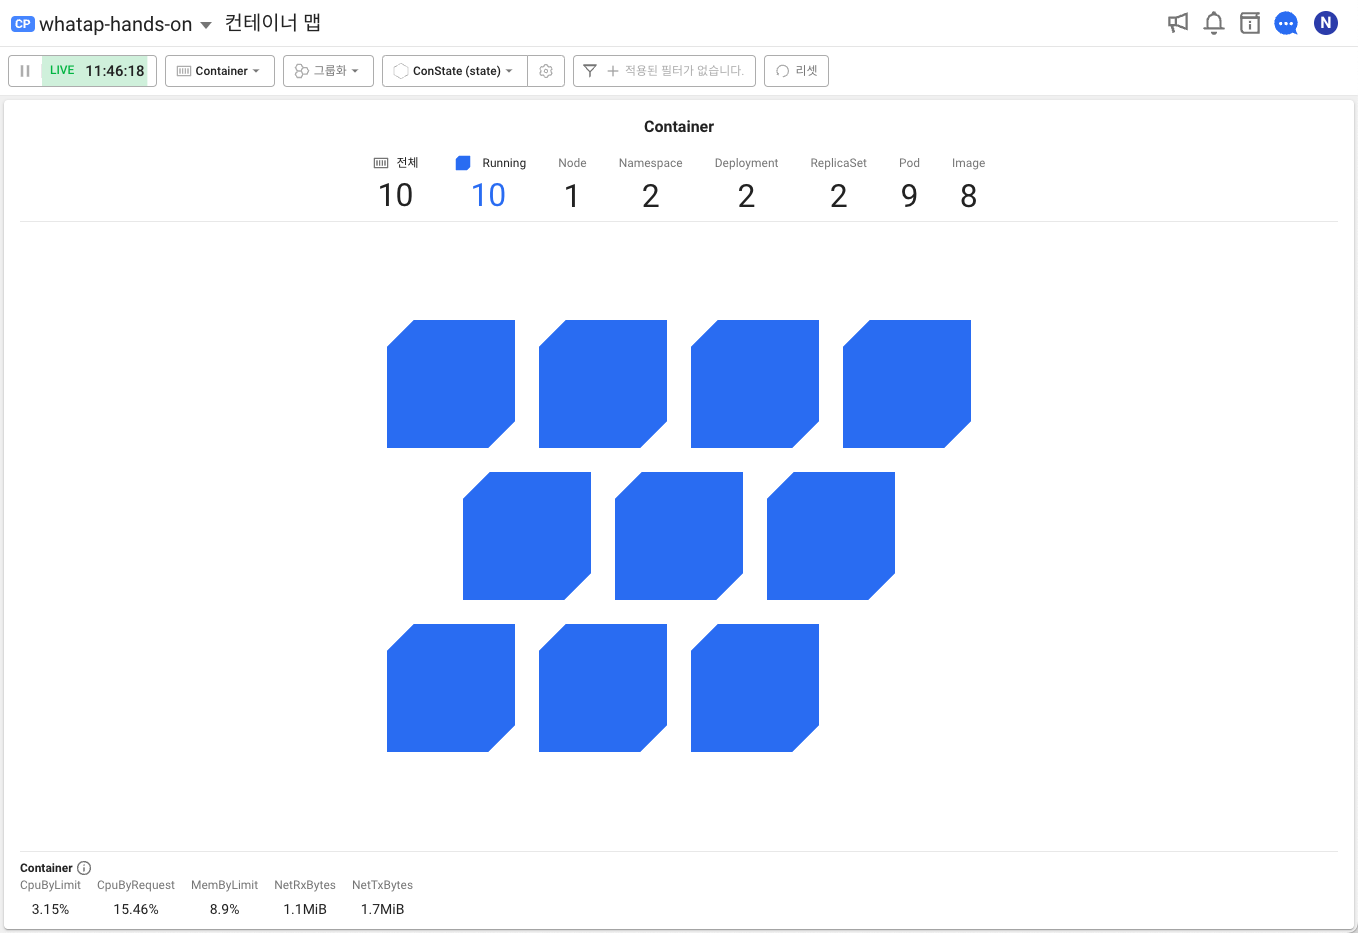 CP whatap-hands-on 컨테이너 맵 N
LIVE 11:46:18 Container 그룹화 ConState (state) 적용된 필터가 없습니다. 리셋
Container
전체 Running Node Namespace Deployment ReplicaSet Pod Image
10 10 1 2 2 2 9 8
Container
CpuByLimit CpuByRequest MemByLimit NetRxBytes NetTxBytes
3.15% 15.46% 8.9% 1.1MiB 1.7MiB